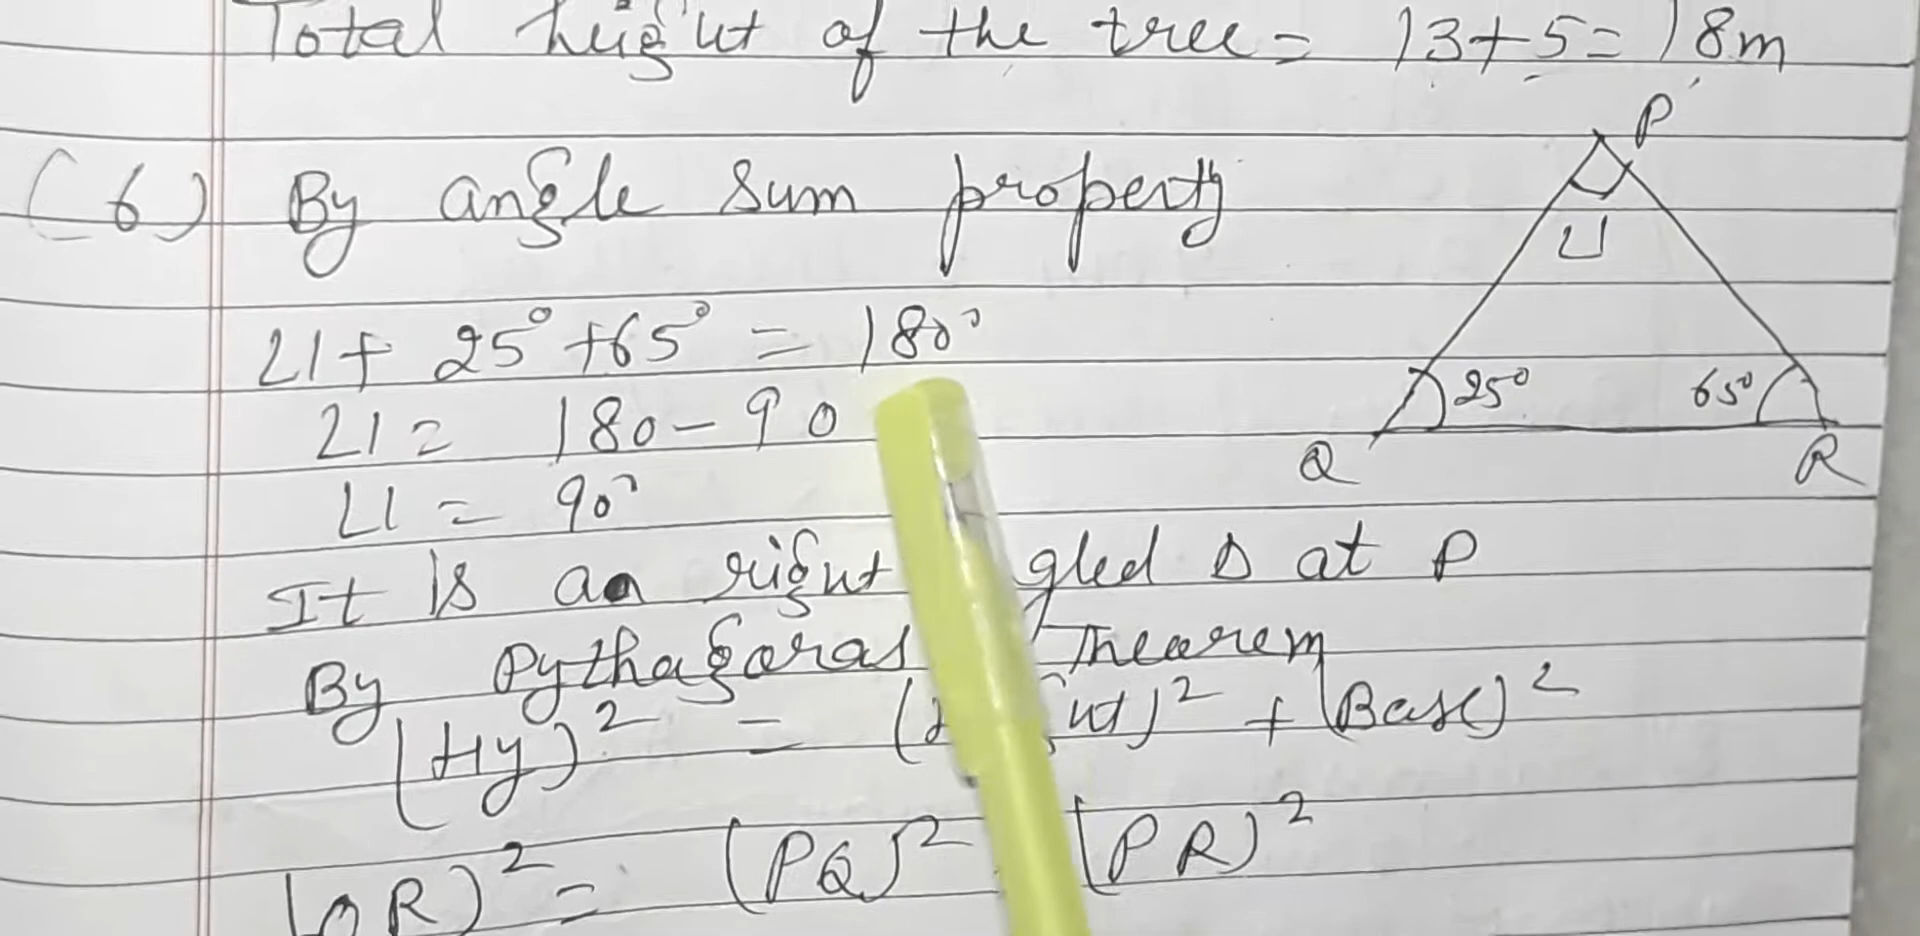 Total height of the tree = 13+5 = 18m
(6) By angle sum property
∠1 + 25° + 65° = 180°
∠1 = 180 - 90
∠1 = 90°
It is a right gled Δ at P
By Pythagoras Theorem
(Hy)² = ( ht)² + (Base)²
(QR)² = (PQ)² (PR)²
P
∠1
25° 65°
Q R